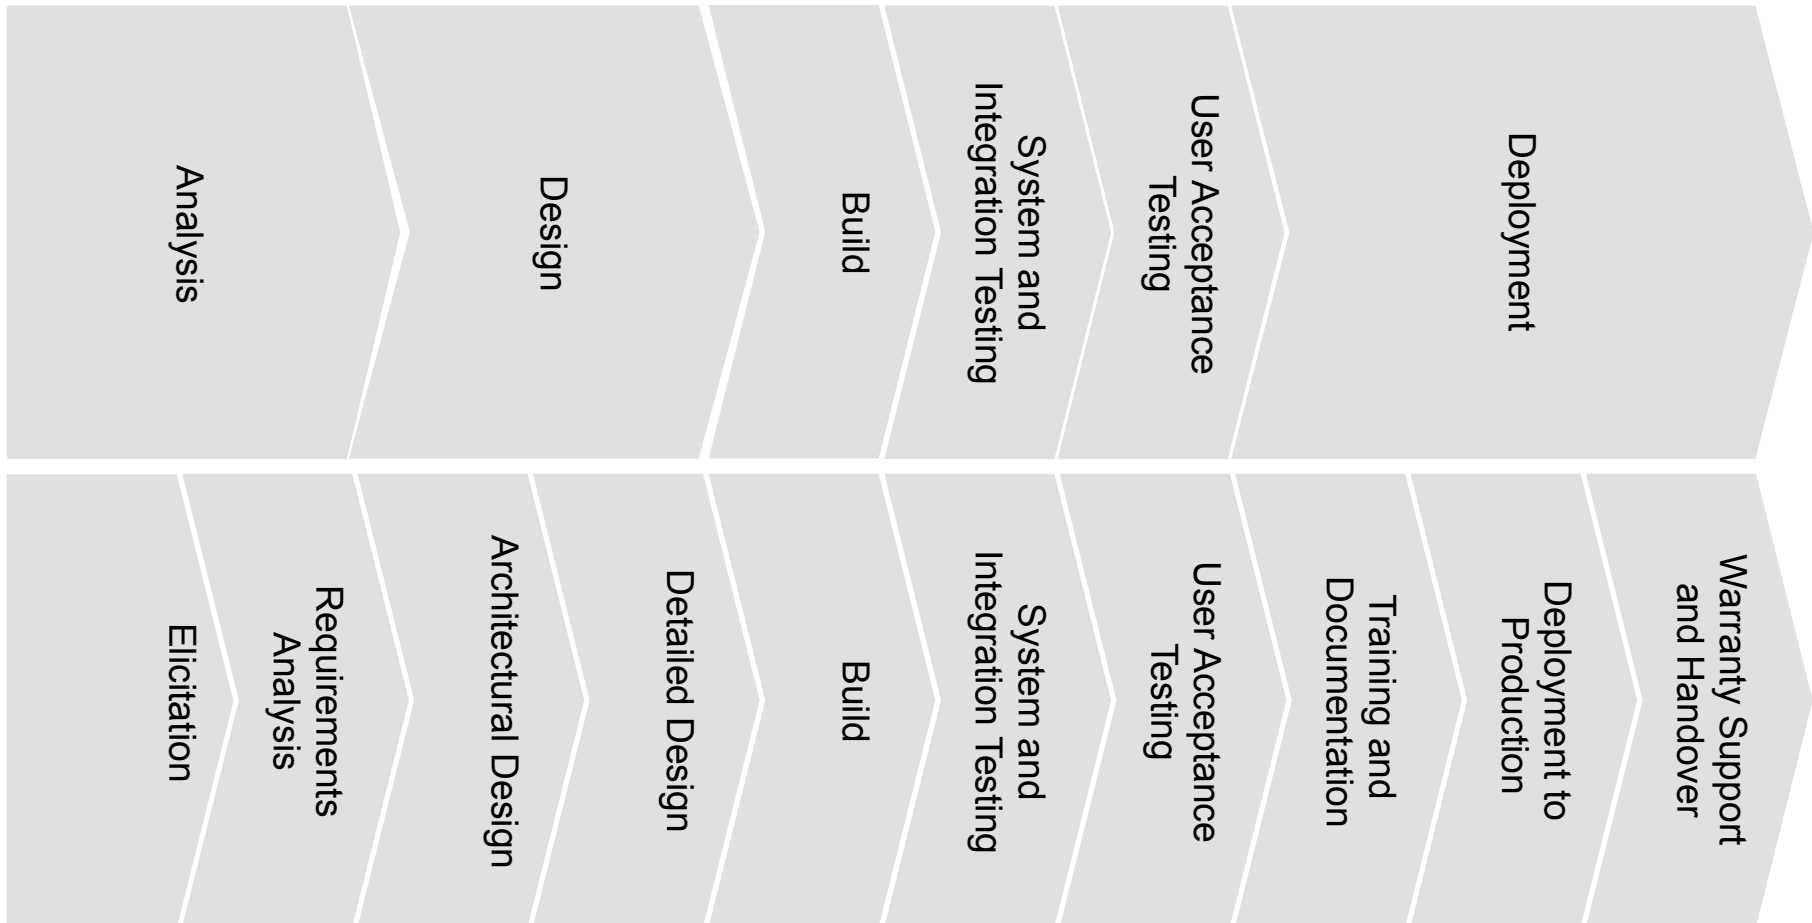 Analysis
Design
Build
System and
Integration Testing
User Acceptance
Testing
Deployment
Elicitation
Requirements
Analysis
Architectural Design
Detailed Design
Build
System and
Integration Testing
User Acceptance
Testing
Training and
Documentation
Deployment to
Production
Warranty Support
and Handover